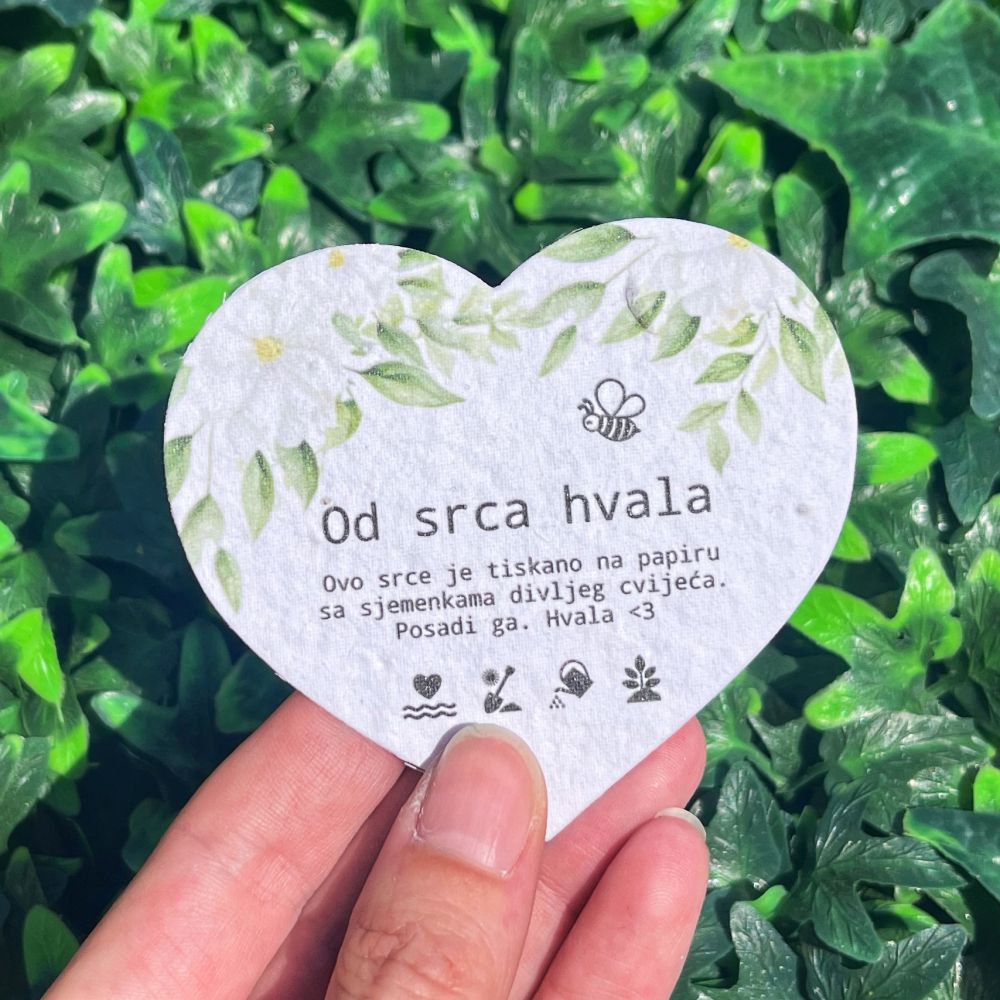 Od srca hvala
Ovo srce je tiskano na papiru
sa sjemenkama divljeg cvijeća.
Posadi ga. Hvala <3